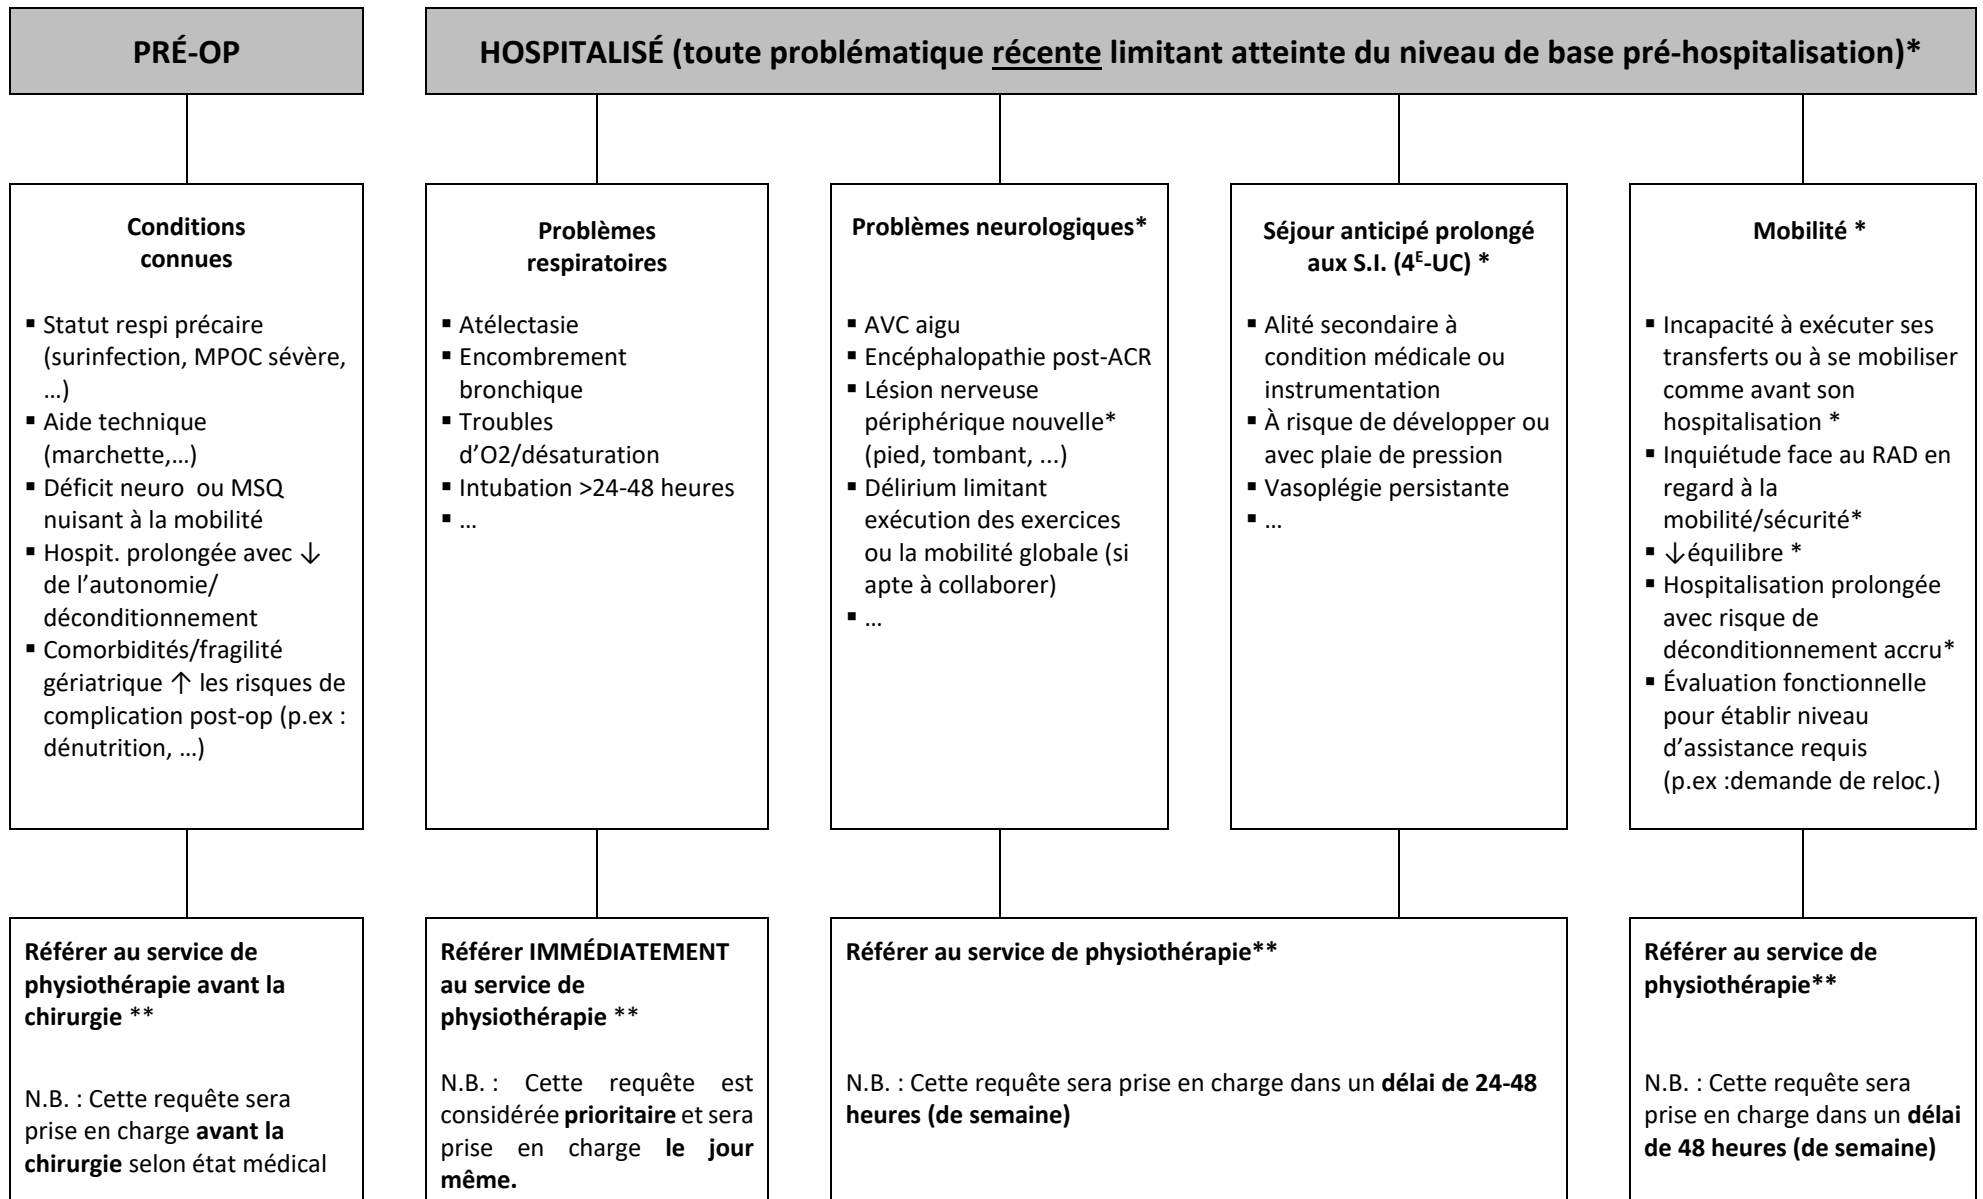 PRÉ-OP
HOSPITALISÉ (toute problématique récente limitant atteinte du niveau de base pré-hospitalisation)*
Conditions
connues
▪ Statut respi précaire
(surinfection, MPOC sévère,
…)
▪ Aide technique
(marchette,…)
▪ Déficit neuro ou MSQ
nuisant à la mobilité
▪ Hospit. prolongée avec ↓
de l’autonomie/
déconditionnement
▪ Comorbidités/fragilité
gériatrique ↑ les risques de
complication post-op (p.ex :
dénutrition, …)
Problèmes
respiratoires
▪ Atélectasie
▪ Encombrement
bronchique
▪ Troubles
d’O2/désaturation
▪ Intubation >24-48 heures
▪ …
Problèmes neurologiques*
▪ AVC aigu
▪ Encéphalopathie post-ACR
▪ Lésion nerveuse
périphérique nouvelle*
(pied, tombant, ...)
▪ Délirium limitant
exécution des exercices
ou la mobilité globale (si
apte à collaborer)
▪ …
Séjour anticipé prolongé
aux S.I. (4E-UC) *
▪ Alité secondaire à
condition médicale ou
instrumentation
▪ À risque de développer ou
avec plaie de pression
▪ Vasoplégie persistante
▪ …
Mobilité *
▪ Incapacité à exécuter ses
transferts ou à se mobiliser
comme avant son
hospitalisation *
▪ Inquiétude face au RAD en
regard à la
mobilité/sécurité*
▪ ↓équilibre *
▪ Hospitalisation prolongée
avec risque de
déconditionnement accru*
▪ Évaluation fonctionnelle
pour établir niveau
d’assistance requis
(p.ex :demande de reloc.)
Référer au service de
physiothérapie avant la
chirurgie **
N.B. : Cette requête sera
prise en charge avant la
chirurgie selon état médical
Référer IMMÉDIATEMENT
au service de
physiothérapie **
N.B. : Cette requête est
considérée prioritaire et sera
prise en charge le jour
même.
Référer au service de physiothérapie**
N.B. : Cette requête sera prise en charge dans un délai de 24-48
heures (de semaine)
Référer au service de
physiothérapie**
N.B. : Cette requête sera
prise en charge dans un délai
de 48 heures (de semaine)